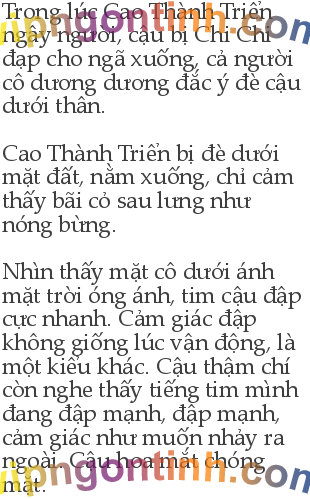 Trong lúc Cao Thành Triển
ngây người, cậu bị Chi Chi
đạp cho ngã xuống, cả người
cô dương dương đắc ý đè cậu
dưới thân.
Cao Thành Triển bị đè dưới
mặt đất, nằm xuống, chỉ cảm
thấy bãi cỏ sau lưng như
nóng bừng.
Nhìn thấy mặt cô dưới ánh
mặt trời óng ánh, tim cậu đập
cực nhanh. Cảm giác đập
không giống lúc vận động, là
một kiểu khác. Cậu thậm chí
còn nghe thấy tiếng tim mình
đang đập mạnh, đập mạnh,
cảm giác như muốn nhảy ra
ngoài. Cậu hoa mắt chóng
mặt.
vipngontinh.com
vipngontinh.com